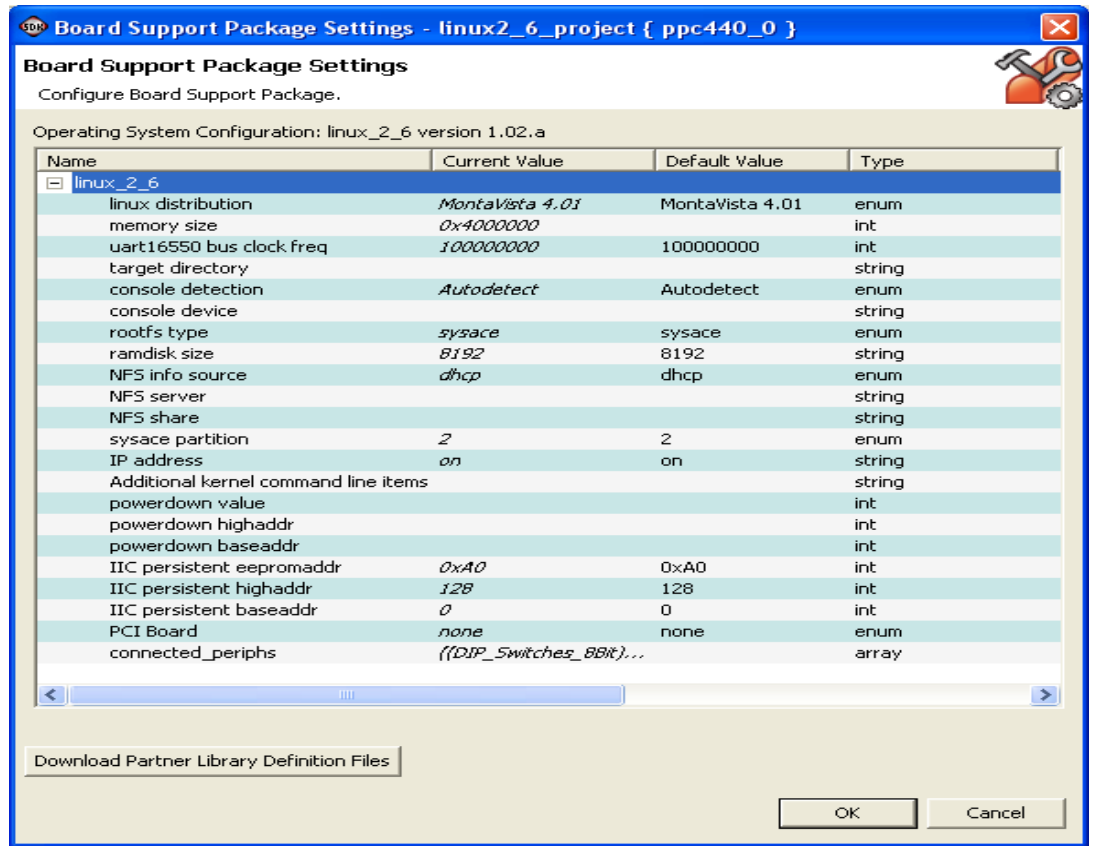 SDK Board Support Package Settings - linux2_6_project { ppc440_0 }
Board Support Package Settings
Configure Board Support Package.
Operating System Configuration: linux_2_6 version 1.02.a
Name Current Value Default Value Type
linux_2_6
linux distribution MontaVista 4.01 MontaVista 4.01 enum
memory size 0x4000000 int
uart16550 bus clock freq 100000000 100000000 int
target directory string
console detection Autodetect Autodetect enum
console device string
rootfs type sysace sysace enum
ramdisk size 8192 8192 string
NFS info source dhcp dhcp enum
NFS server string
NFS share string
sysace partition 2 2 enum
IP address on on string
Additional kernel command line items string
powerdown value int
powerdown highaddr int
powerdown baseaddr int
IIC persistent eepromaddr 0xA0 0xA0 int
IIC persistent highaddr 128 128 int
IIC persistent baseaddr 0 0 int
PCI Board none none enum
connected_periphs ((DIP_Switches_8Bit)... array
Download Partner Library Definition Files
OK Cancel